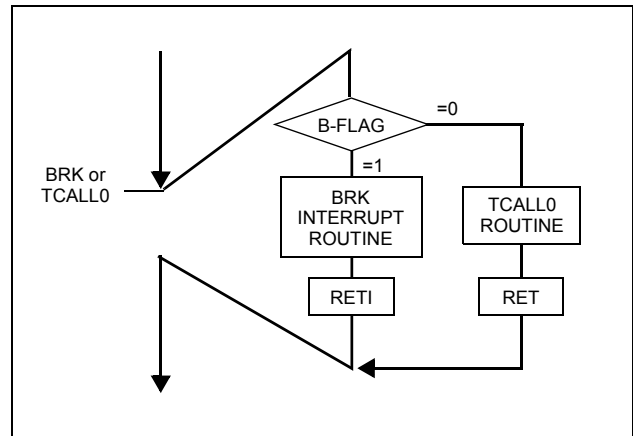 B-FLAG
=0
=1
BRK or
TCALL0
BRK
INTERRUPT
ROUTINE
TCALL0
ROUTINE
RETI
RET